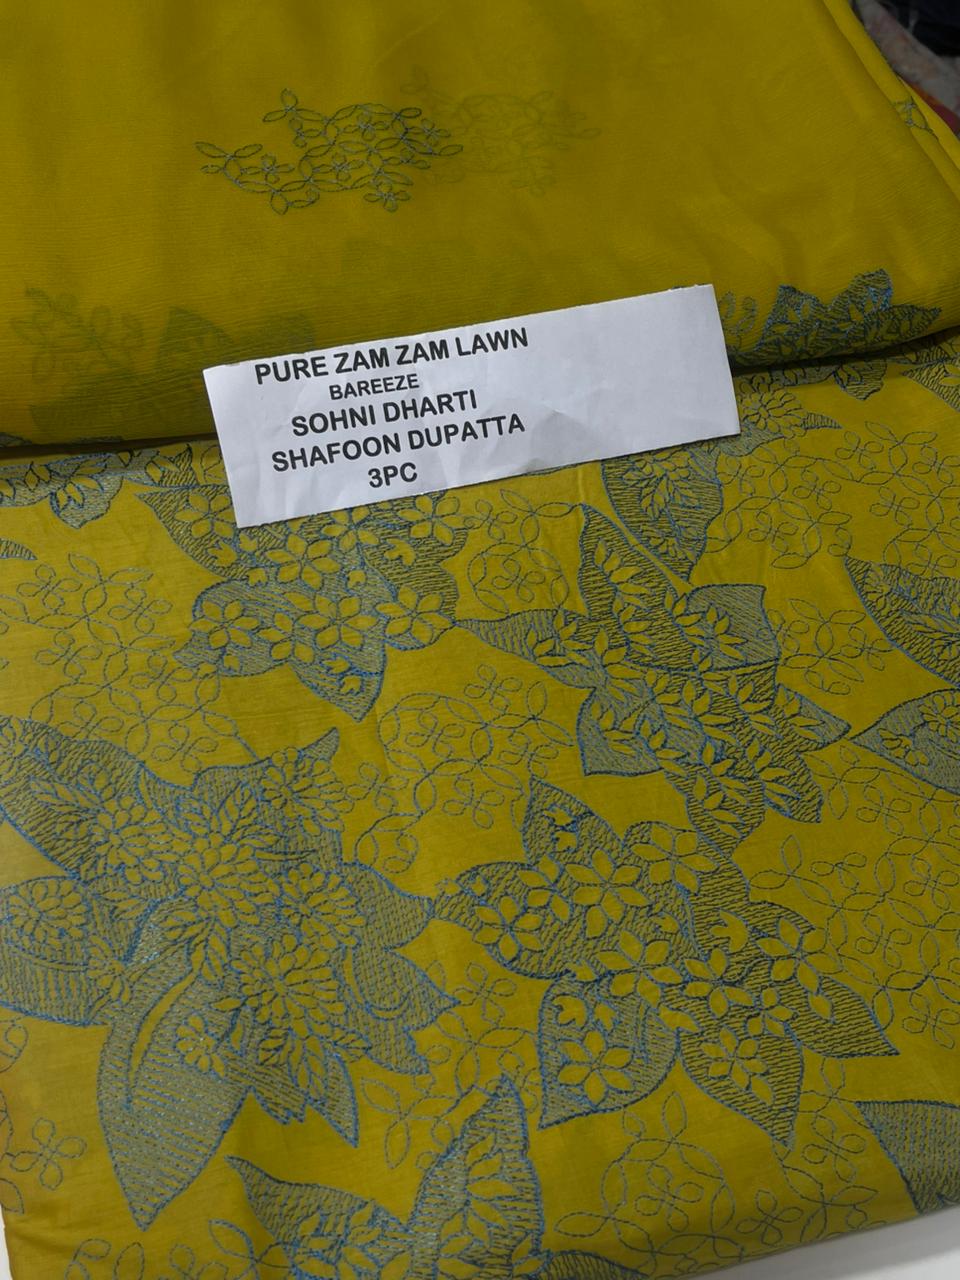 PURE ZAM ZAM LAWN
BAREEZE
SOHNI DHARTI
SHAFOON DUPATTA
3PC